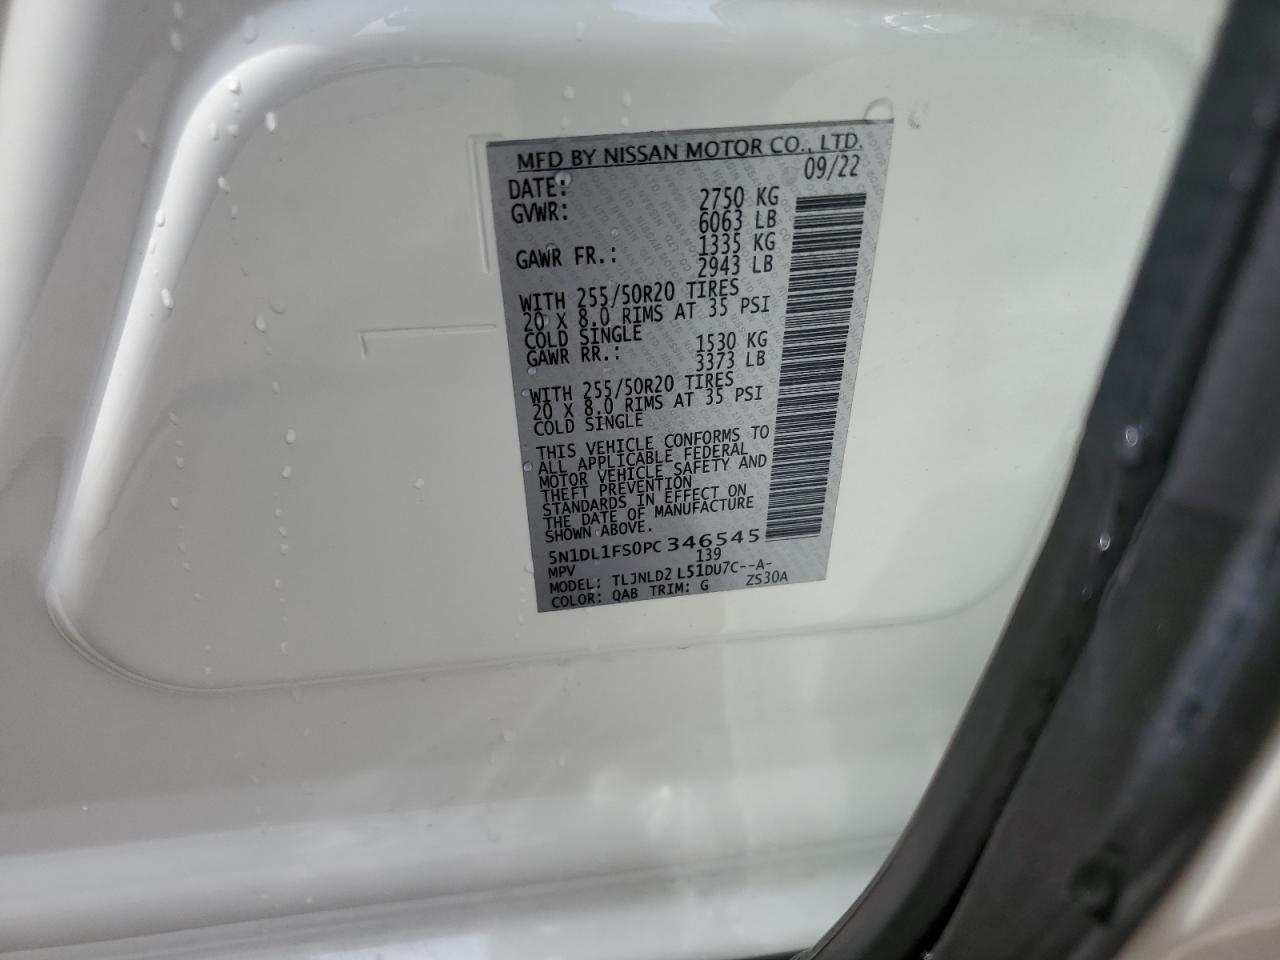 MFD BY NISSAN MOTOR CO., LTD.
DATE: 09/22
GVWR: 2750 KG
6063 LB
GAWR FR.: 1335 KG
2943 LB
WITH 255/50R20 TIRES
20 X 8.0 RIMS AT 35 PSI
COLD SINGLE
GAWR RR.: 1530 KG
3373 LB
WITH 255/50R20 TIRES
20 X 8.0 RIMS AT 35 PSI
COLD SINGLE
THIS VEHICLE CONFORMS TO
ALL APPLICABLE FEDERAL
MOTOR VEHICLE SAFETY AND
THEFT PREVENTION
STANDARDS IN EFFECT ON
THE DATE OF MANUFACTURE
SHOWN ABOVE.
5N1DL1FS0PC346545
MPV 139
MODEL: TLJNLD2 L51DU7C--A-
COLOR: QAB TRIM: G ZS30A